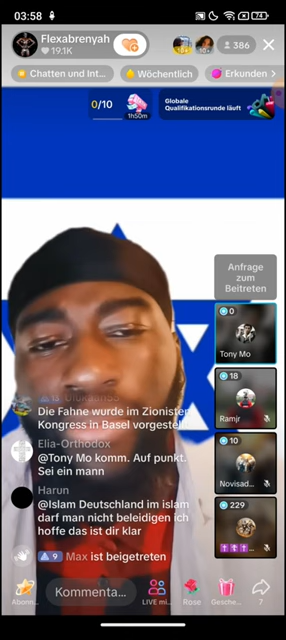 03:58
74
Flexabrenyah
19.1K
10+
386
Chatten und Int...
Wöchentlich
Erkunden >
0/10
1h50m
Globale
Qualifikationsrunde läuft
Anfrage
zum
Beitreten
0
Tony Mo
18
Ramjr
10
Novisad...
229
...
Die Fahne wurde im Zionisten
Kongress in Basel vorgestell
Elia-Orthodox
@Tony Mo komm. Auf punkt.
Sei ein mann
Harun
@Islam Deutschland im islam
darf man nicht beleidigen ich
hoffe das ist dir klar
9 Max ist beigetreten
Abonn...
Kommenta...
LIVE mi...
Rose
Gesche...
7